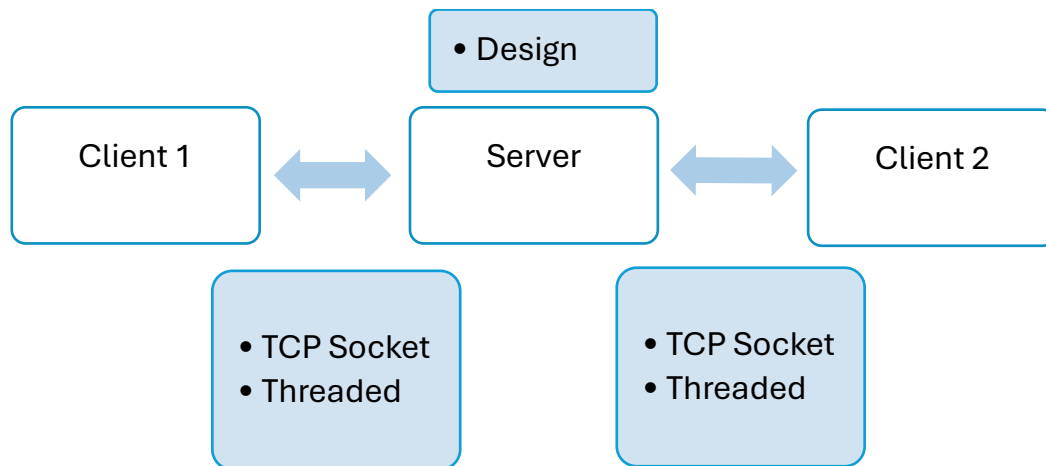 • Design
Client 1
Server
Client 2
• TCP Socket
• Threaded
• TCP Socket
• Threaded